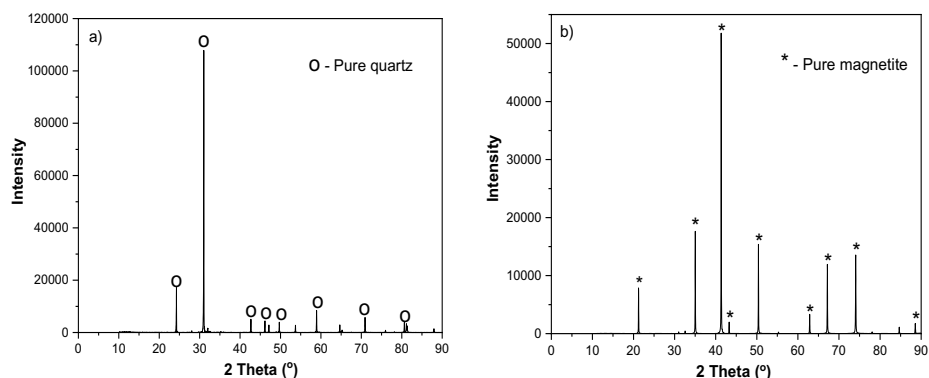 a)
O - Pure quartz
120000
100000
80000
60000
40000
20000
0
Intensity
0 10 20 30 40 50 60 70 80 90
2 Theta (°)
b)
* - Pure magnetite
50000
40000
30000
20000
10000
0
Intensity
0 10 20 30 40 50 60 70 80 90
2 Theta (°)